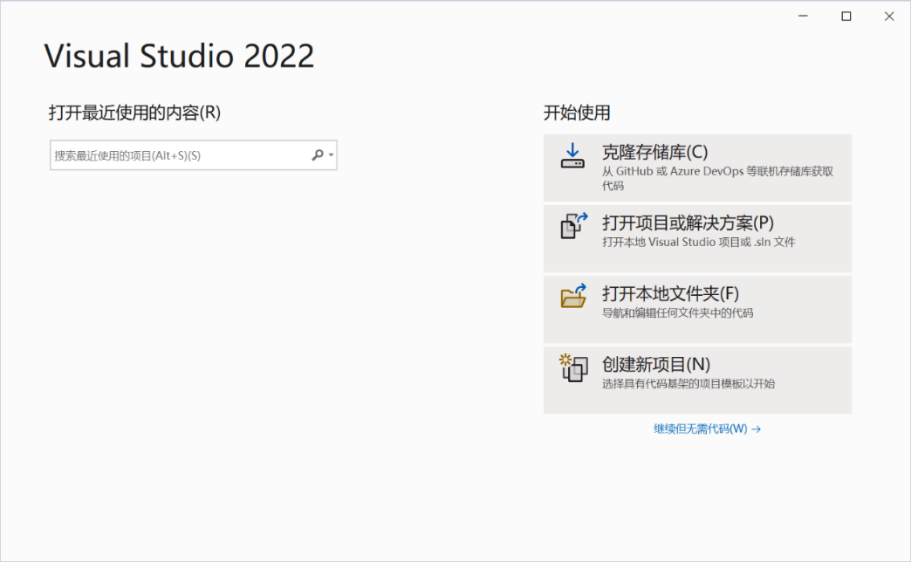 Visual Studio 2022
打开最近使用的内容(R)
搜索最近使用的项目(Alt+S)(S)
开始使用
克隆存储库(C)
从 GitHub 或 Azure DevOps 等联机存储库获取
代码
打开项目或解决方案(P)
打开本地 Visual Studio 项目或 .sln 文件
打开本地文件夹(F)
导航和编辑任何文件夹中的代码
创建新项目(N)
选择具有代码基架的项目模板以开始
继续但无需代码(W) →